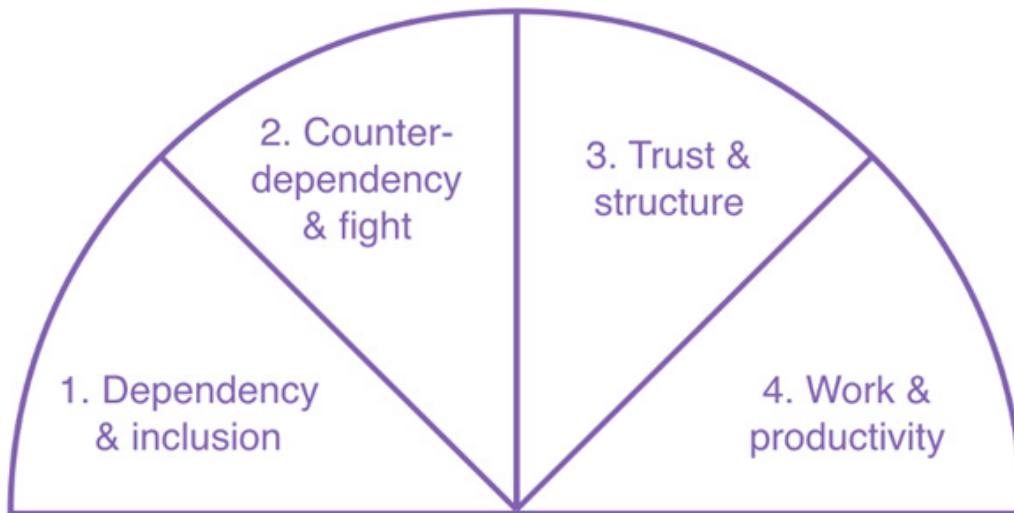 1. Dependency
& inclusion
2. Counter-
dependency
& fight
3. Trust &
structure
4. Work &
productivity